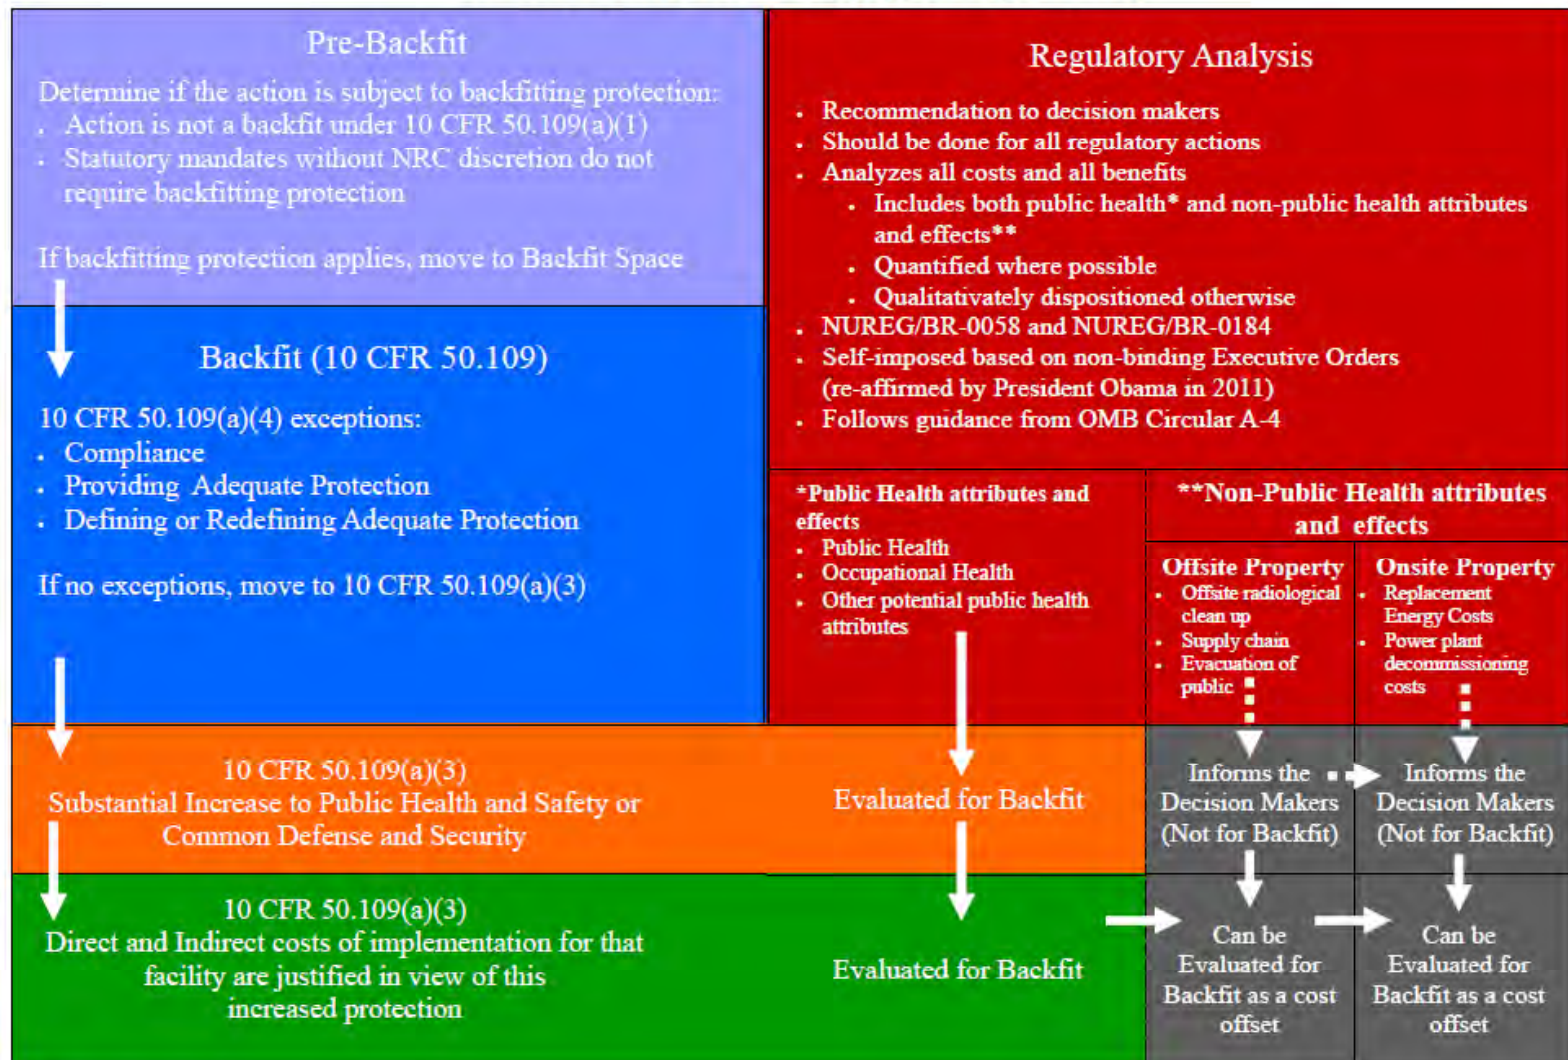 Pre-Backfit
Determine if the action is subject to backfitting protection:
• Action is not a backfit under 10 CFR 50.109(a)(1)
• Statutory mandates without NRC discretion do not
require backfitting protection
If backfitting protection applies, move to Backfit Space
Backfit (10 CFR 50.109)
10 CFR 50.109(a)(4) exceptions:
• Compliance
• Providing Adequate Protection
• Defining or Redefining Adequate Protection
If no exceptions, move to 10 CFR 50.109(a)(3)
Regulatory Analysis
• Recommendation to decision makers
• Should be done for all regulatory actions
• Analyzes all costs and all benefits
• Includes both public health* and non-public health attributes
and effects**
• Quantified where possible
• Qualitativately dispositioned otherwise
• NUREG/BR-0058 and NUREG/BR-0184
• Self-imposed based on non-binding Executive Orders
(re-affirmed by President Obama in 2011)
• Follows guidance from OMB Circular A-4
*Public Health attributes and
effects
• Public Health
• Occupational Health
• Other potential public health
attributes
**Non-Public Health attributes
and effects
Offsite Property
• Offsite radiological
clean up
• Supply chain
• Evacuation of
public
Onsite Property
• Replacement
Energy Costs
• Power plant
decommissioning
costs
10 CFR 50.109(a)(3)
Substantial Increase to Public Health and Safety or
Common Defense and Security
Evaluated for Backfit
Informs the
Decision Makers
(Not for Backfit)
Informs the
Decision Makers
(Not for Backfit)
10 CFR 50.109(a)(3)
Direct and Indirect costs of implementation for that
facility are justified in view of this
increased protection
Evaluated for Backfit
Can be
Evaluated for
Backfit as a cost
offset
Can be
Evaluated for
Backfit as a cost
offset